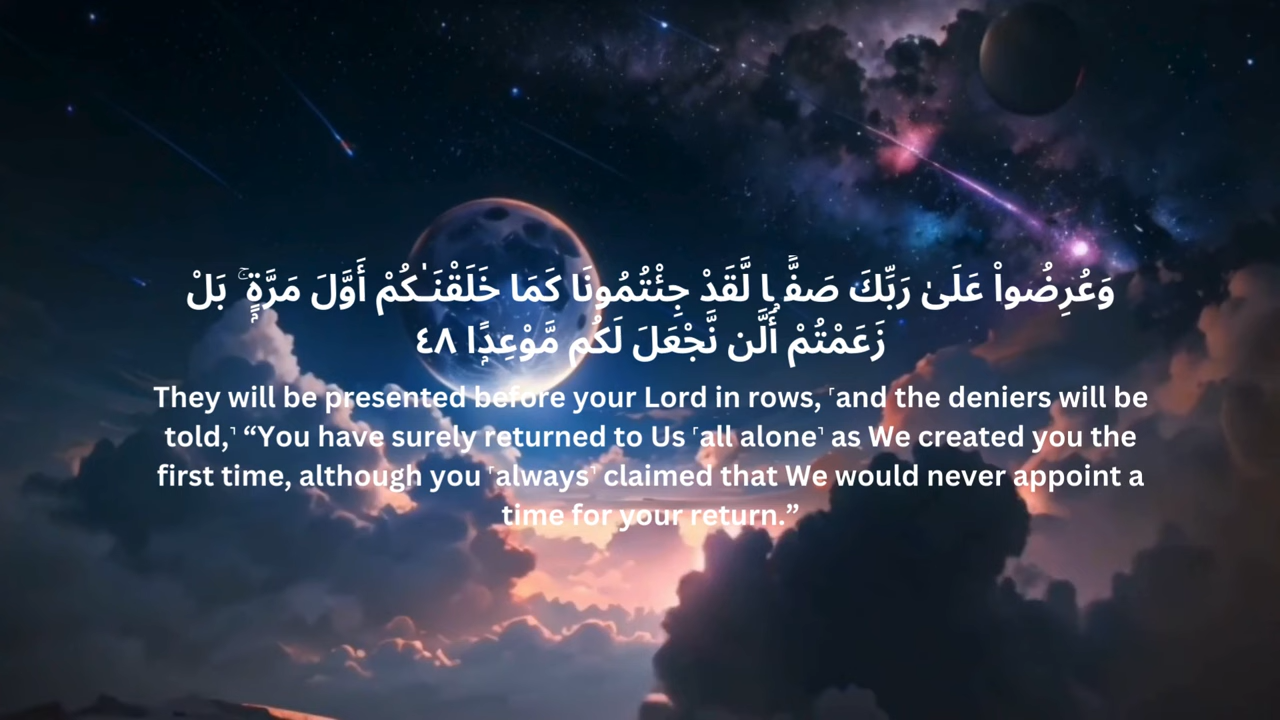 وَعُرِضُوا۟ عَلَىٰ رَبِّكَ صَفًّۭا لَّقَدْ جِئْتُمُونَا كَمَا خَلَقْنَـٰكُمْ أَوَّلَ مَرَّةٍۭ ۚ بَلْ
زَعَمْتُمْ أَلَّن نَّجْعَلَ لَكُم مَّوْعِدًۭا ٤٨
They will be presented before your Lord in rows, ˹and the deniers will be
told,˺ “You have surely returned to Us ˹all alone˺ as We created you the
first time, although you ˹always˺ claimed that We would never appoint a
time for your return.”